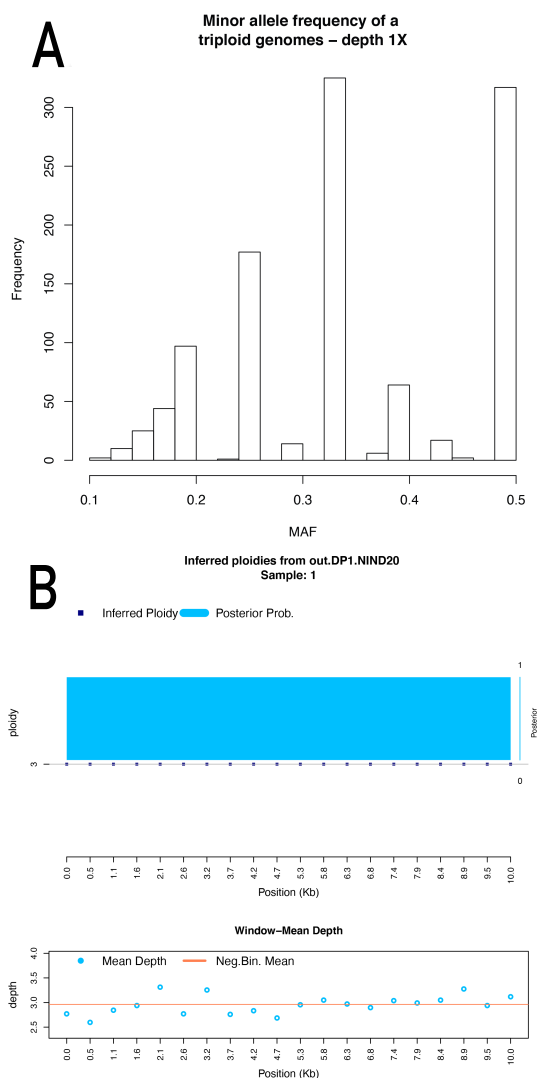 A
Minor allele frequency of a
triploid genomes – depth 1X
Frequency
0
50
100
150
200
250
300
0.1 0.2 0.3 0.4 0.5
MAF
B
Inferred ploidies from out.DP1.NIND20
Sample: 1
Inferred Ploidy Posterior Prob.
ploidy
3
1
Posterior
0
0.0 0.5 1.1 1.6 2.1 2.6 3.2 3.7 4.2 4.7 5.3 5.8 6.3 6.8 7.4 7.9 8.4 8.9 9.5 10.0
Position (Kb)
Window–Mean Depth
Mean Depth Neg.Bin. Mean
depth
4.0
3.5
3.0
2.5
0.0 0.5 1.1 1.6 2.1 2.6 3.2 3.7 4.2 4.7 5.3 5.8 6.3 6.8 7.4 7.9 8.4 8.9 9.5 10.0
Position (Kb)